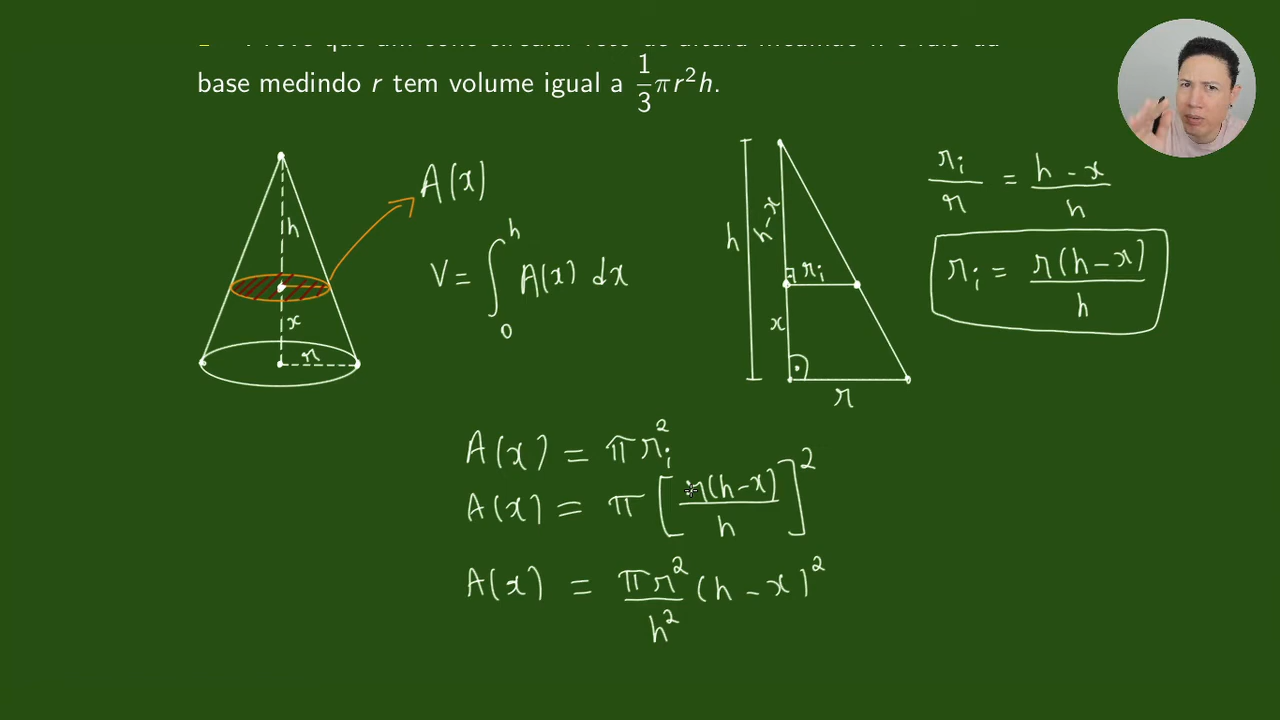 base medindo r tem volume igual a 1/3 πr²h.
h
x
r
A(x)
V = ∫₀ʰ A(x) dx
h
h-x
rᵢ
x
r
rᵢ/r = (h - x)/h
rᵢ = r(h-x)/h
A(x) = πrᵢ²
A(x) = π [r(h-x)/h]²
A(x) = πr²/h² (h - x)²